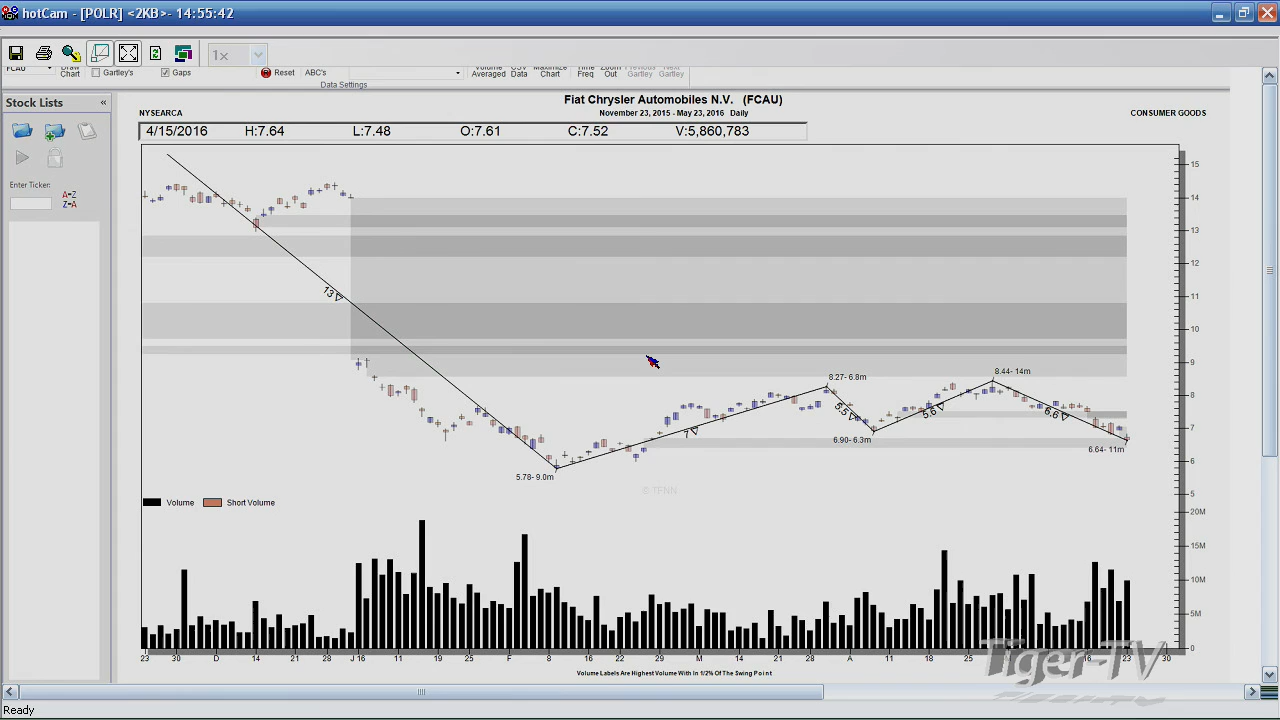 hotCam - [POLR] <2KB>- 14:55:42
1x
FCAU
Draw Chart
Gartley's
Gaps
Reset
ABC's
Volume Averaged
CSV Data
Maximize Chart
Time Freq
Zoom Out
Previous Gartley
Next Gartley
Data Settings
Stock Lists
«
Enter Ticker:
A=Z
Z=A
Fiat Chrysler Automobiles N.V. (FCAU)
NYSEARCA
November 23, 2015 - May 23, 2016 Daily
CONSUMER GOODS
4/15/2016 H:7.64 L:7.48 O:7.61 C:7.52 V:5,860,783
15
14
13
12
11
10
9
8
7
6
5
13
8.27- 6.8m
8.44- 14m
5.5
5.6
6.6
7
6.90- 6.3m
6.64- 11m
5.78- 9.0m
© TFNN
Volume
Short Volume
20M
15M
10M
5M
0
23 30 D 14 21 28 J 16 11 18 25 F 8 16 22 29 M 14 21 28 A 11 18 25 16 23 30
Tiger-TV
Volume Labels Are Highest Volume With In 1/2% Of The Swing Point
Ready